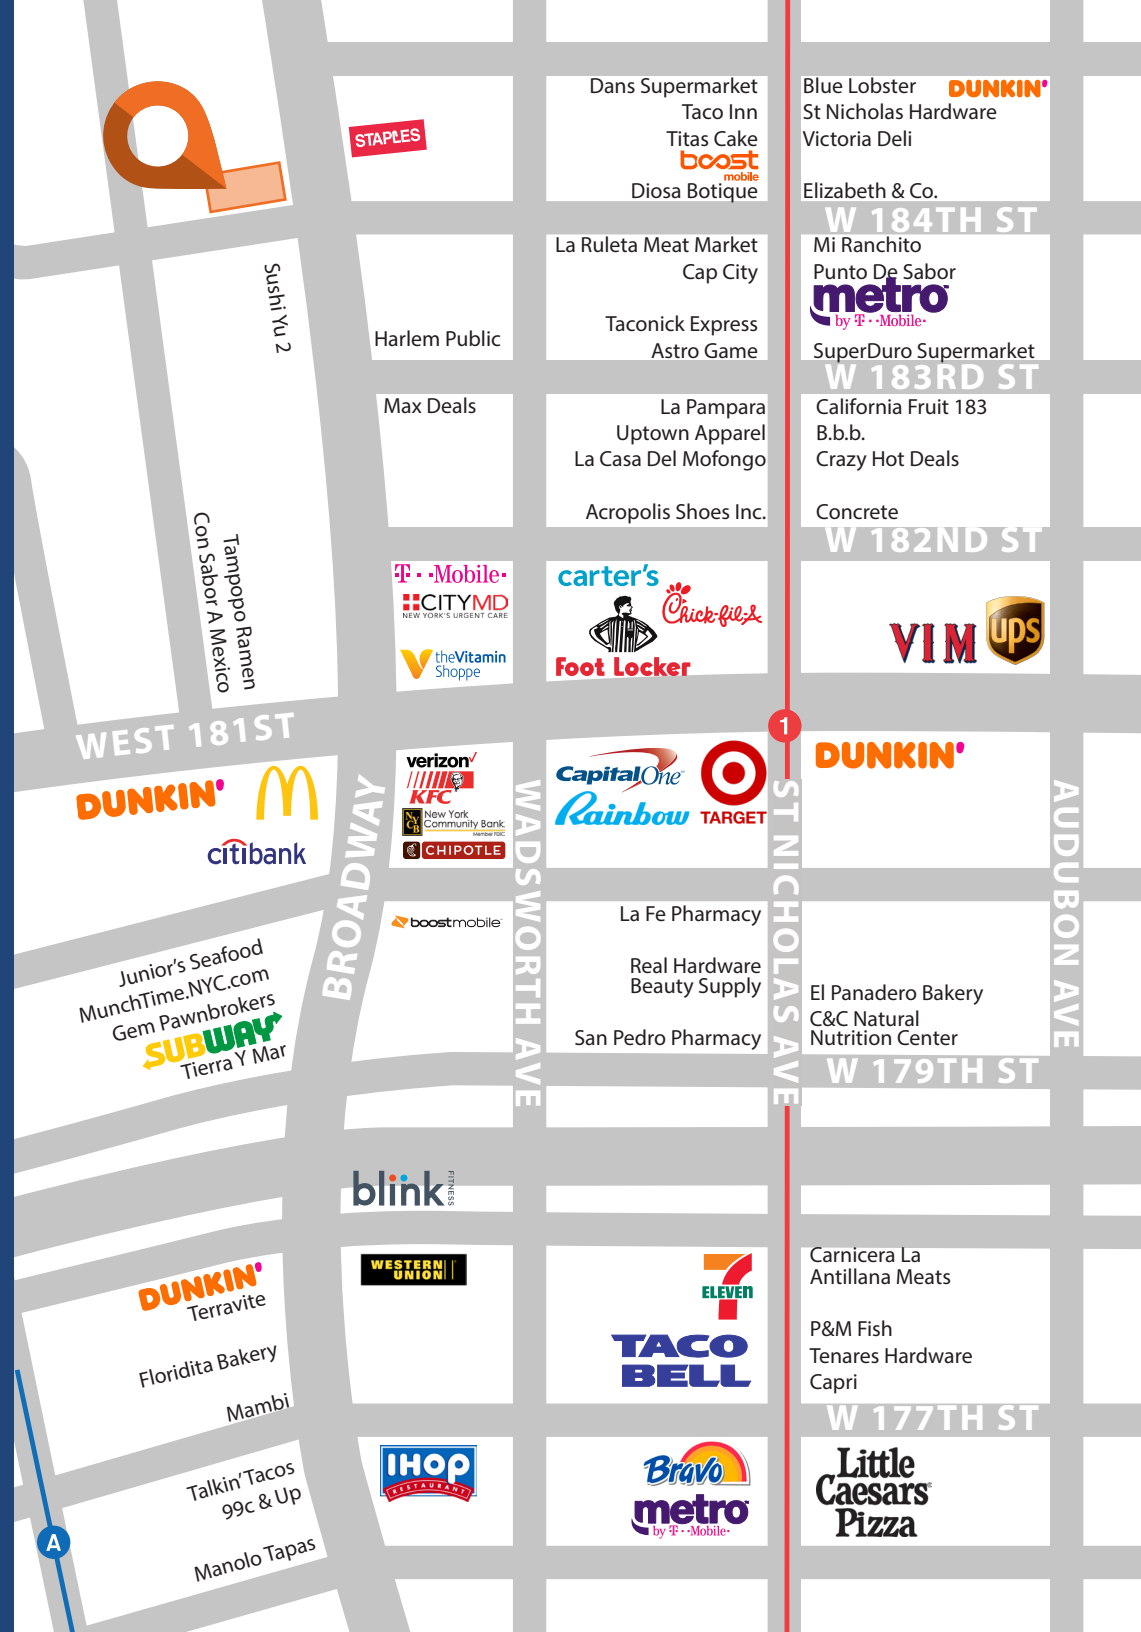 Dans Supermarket
Taco Inn
Titas Cake
boost
mobile
Diosa Botique
Blue Lobster
DUNKIN'
St Nicholas Hardware
Victoria Deli
Elizabeth & Co.
STAPLES
W 184TH ST
La Ruleta Meat Market
Cap City
Taconick Express
Astro Game
Mi Ranchito
Punto De Sabor
metro
by T··Mobile·
SuperDuro Supermarket
Sushi Yu 2
Harlem Public
W 183RD ST
Max Deals
La Pampara
Uptown Apparel
La Casa Del Mofongo
Acropolis Shoes Inc.
California Fruit 183
B.b.b.
Crazy Hot Deals
Concrete
W 182ND ST
Tampopo Ramen
Con Sabor A Mexico
T··Mobile·
CITYMD
NEW YORK'S URGENT CARE
theVitamin
Shoppe
carter's
Chick-fil-A
Foot Locker
VIM
ups
WEST 181ST
1
DUNKIN'
citibank
verizon
KFC
NYCB
New York
Community Bank
Member FDIC
CHIPOTLE
Capital One
Rainbow
TARGET
DUNKIN'
BROADWAY
WADSWORTH AVE
ST NICHOLAS AVE
AUDUBON AVE
boostmobile
La Fe Pharmacy
Real Hardware
Beauty Supply
San Pedro Pharmacy
El Panadero Bakery
C&C Natural
Nutrition Center
Junior's Seafood
MunchTime.NYC.com
Gem Pawnbrokers
SUBWAY
Tierra Y Mar
W 179TH ST
blink
FITNESS
DUNKIN'
Terravite
Floridita Bakery
Mambi
WESTERN
UNION
7
ELEVEn
TACO
BELL
Carnicera La
Antillana Meats
P&M Fish
Tenares Hardware
Capri
W 177TH ST
Talkin' Tacos
99c & Up
Manolo Tapas
A
IHOP
RESTAURANT
Bravo
metro
by T··Mobile·
Little
Caesars
Pizza